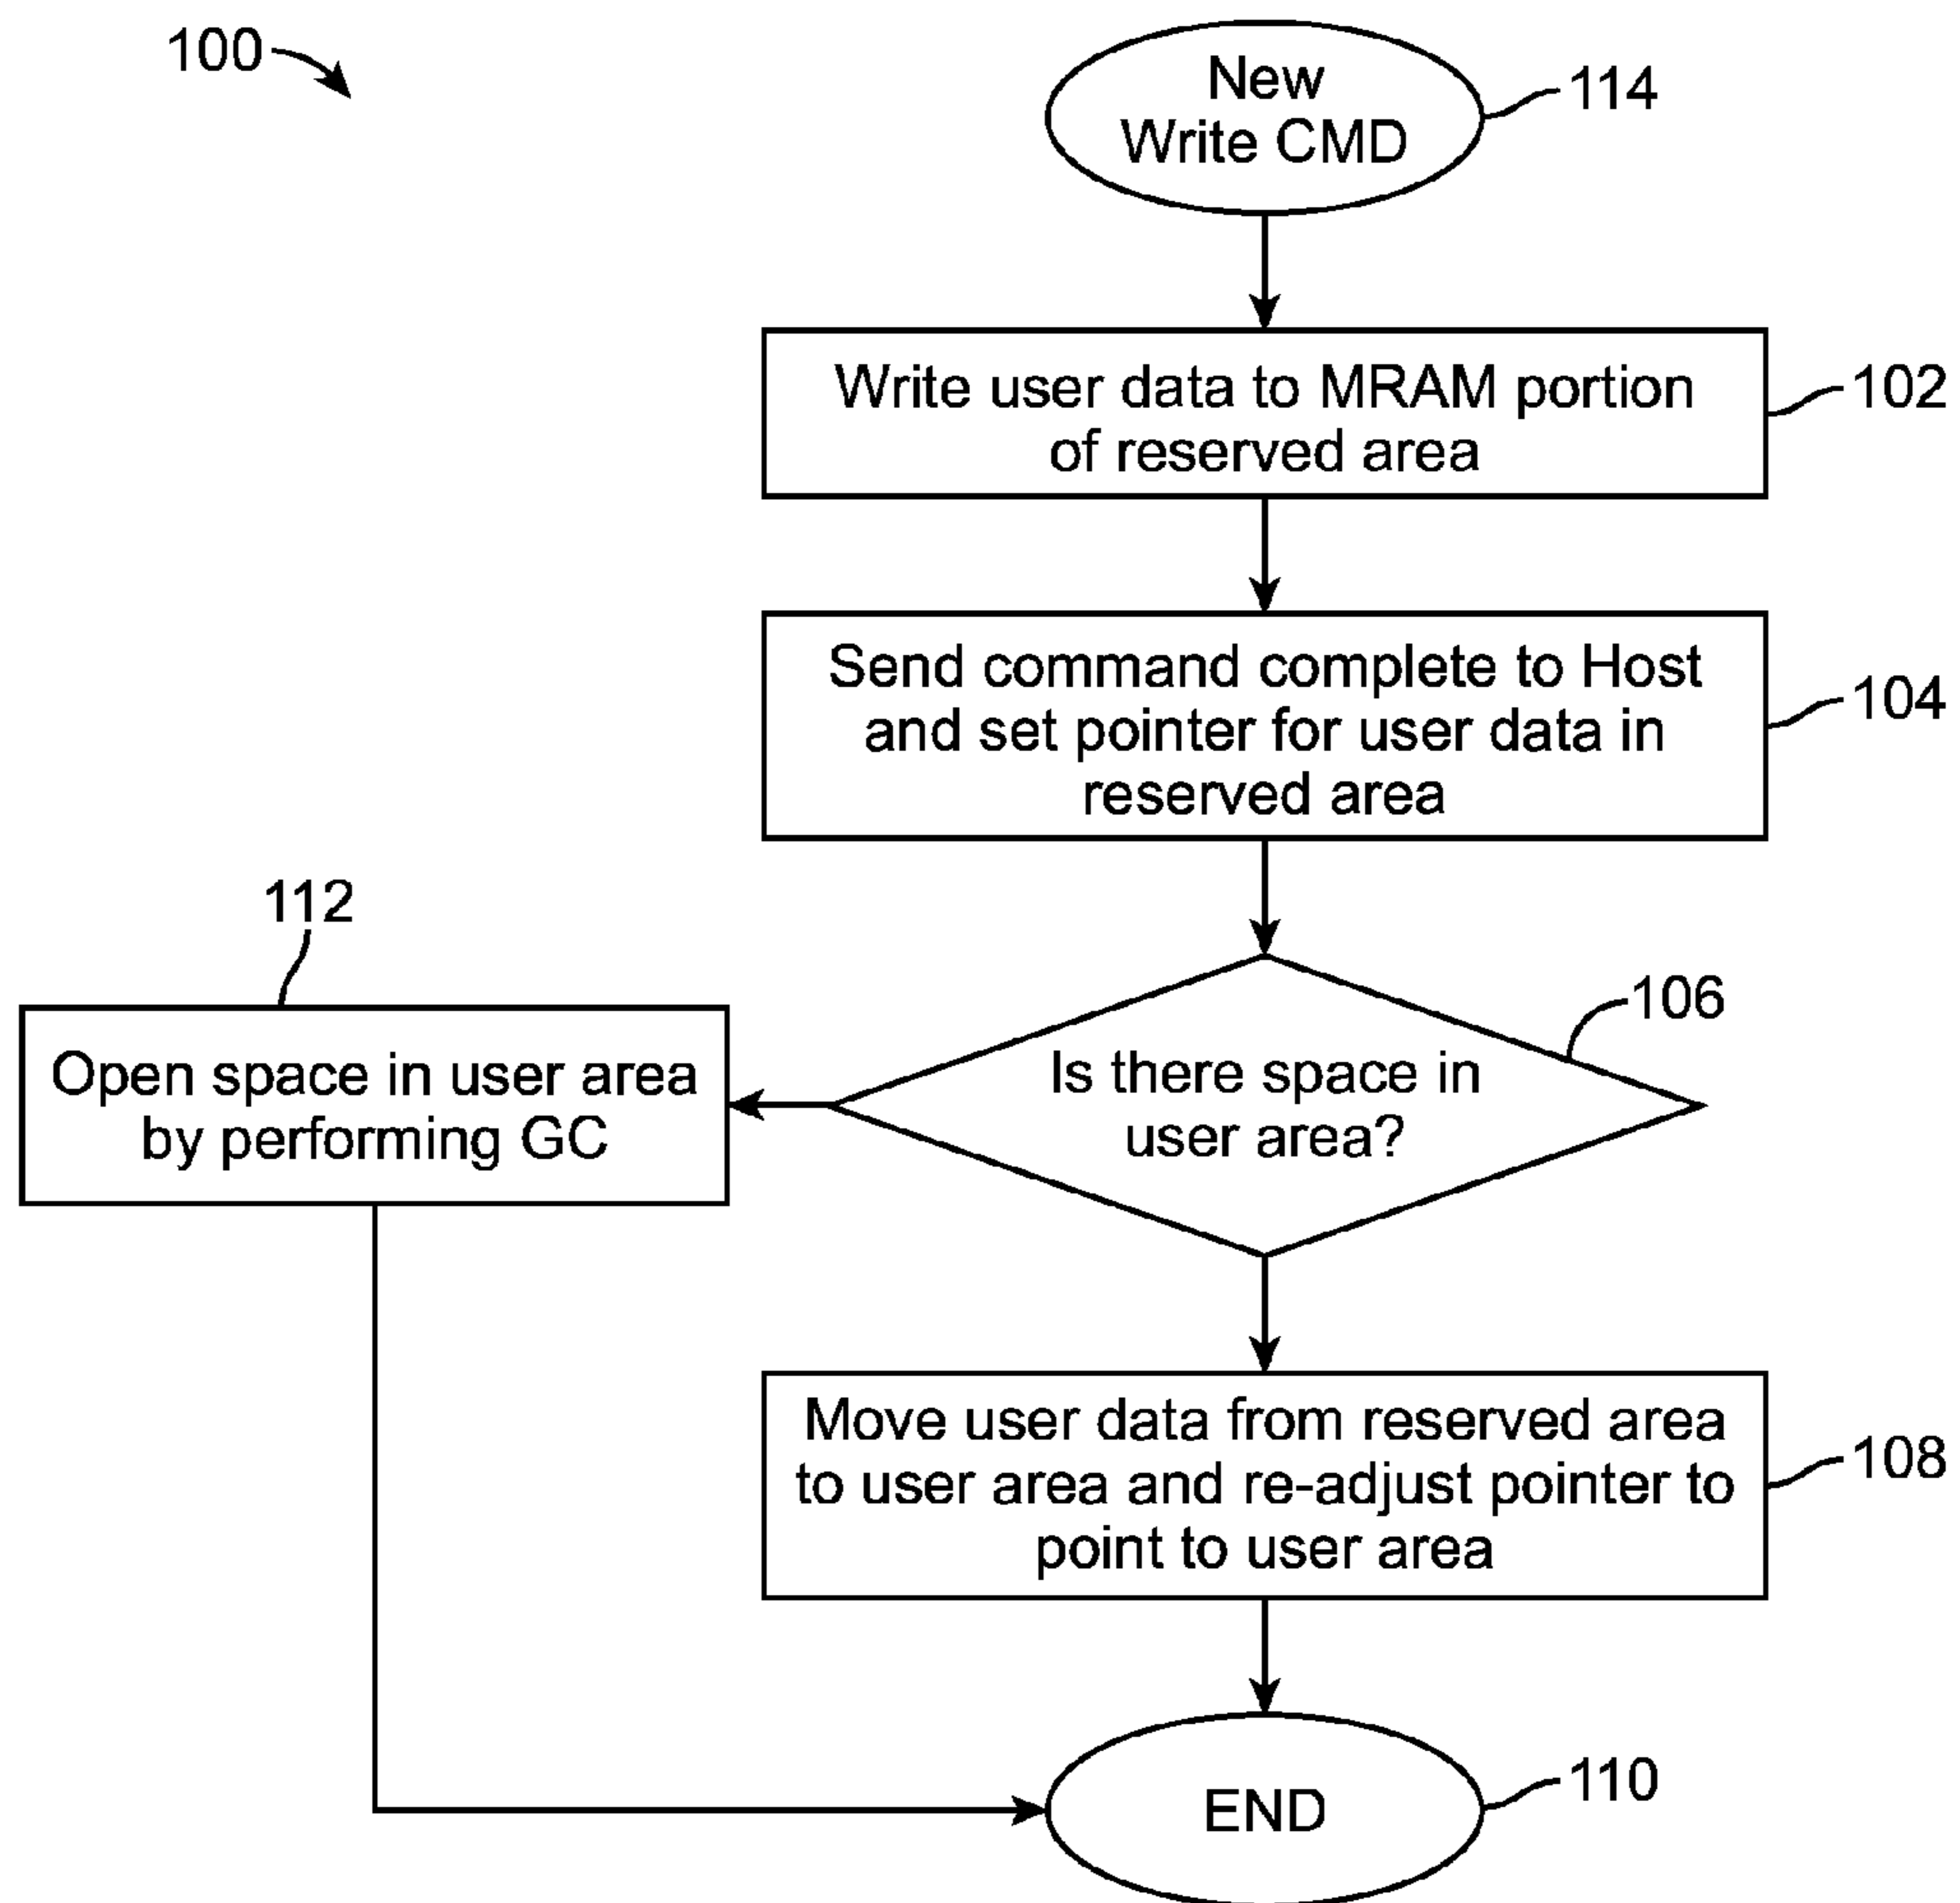 100
New
Write CMD
114
Write user data to MRAM portion
of reserved area
102
Send command complete to Host
and set pointer for user data in
reserved area
104
112
Open space in user area
by performing GC
Is there space in
user area?
106
Move user data from reserved area
to user area and re-adjust pointer to
point to user area
108
END
110